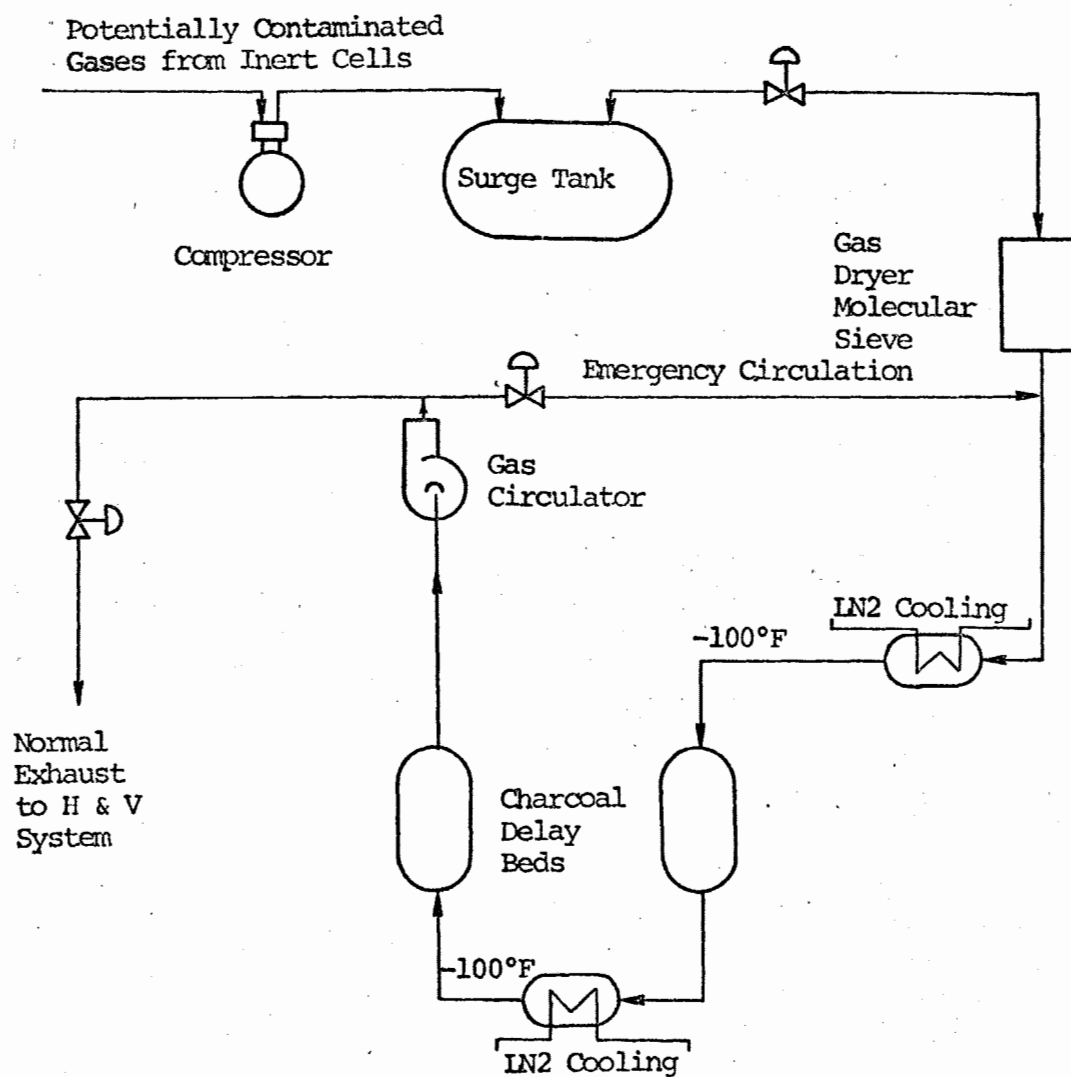 Potentially Contaminated
Gases from Inert Cells
Surge Tank
Compressor
Gas
Dryer
Molecular
Sieve
Emergency Circulation
Gas
Circulator
LN2 Cooling
-100°F
Normal
Exhaust
to H & V
System
Charcoal
Delay
Beds
-100°F
LN2 Cooling